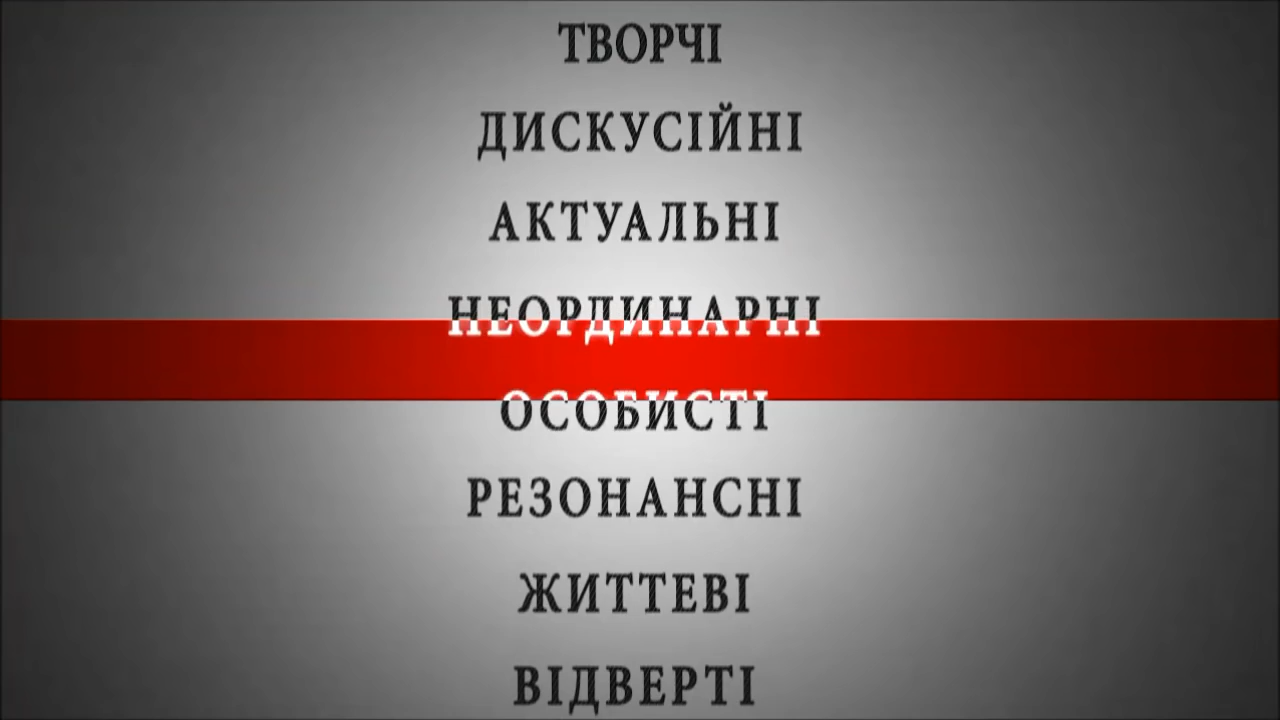 ТВОРЧІ
ДИСКУСІЙНІ
АКТУАЛЬНІ
НЕОРДИНАРНІ
ОСОБИСТІ
РЕЗОНАНСНІ
ЖИТТЕВІ
ВІДВЕРТІ